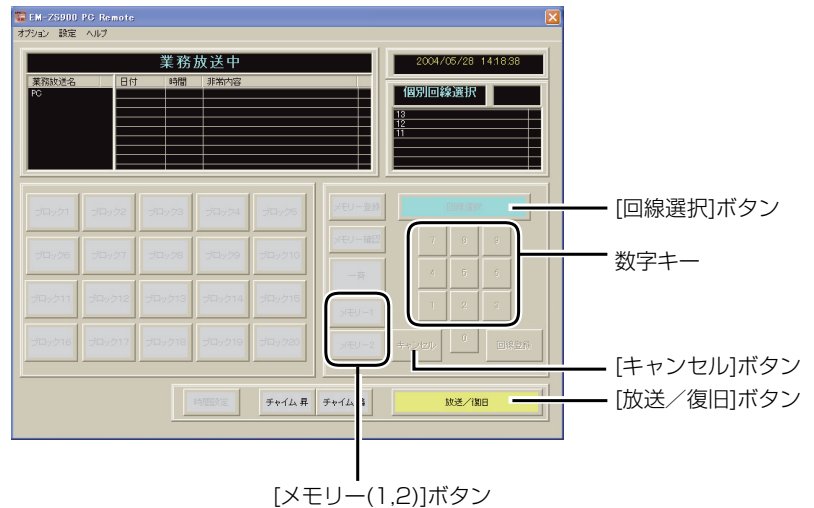 EM-ZS900 PC Remote
オプション 設定 ヘルプ
業務放送中
2004/05/28 14:18:38
業務放送名 日付 時間 非常内容
PC
個別回線選択
13
12
11
ブロック1 ブロック2 ブロック3 ブロック4 ブロック5
メモリー登録 回線選択
[回線選択]ボタン
ブロック6 ブロック7 ブロック8 ブロック9 ブロック10
メモリー確認 7 8 9
数字キー
一斉 4 5 6
ブロック11 ブロック12 ブロック13 ブロック14 ブロック15
メモリー1 1 2 3
ブロック16 ブロック17 ブロック18 ブロック19 ブロック20
メモリー2 キャンセル 0 回線登録
[キャンセル]ボタン
時間設定 チャイム 昇 チャイム 放送／復旧
[放送／復旧]ボタン
[メモリー(1,2)]ボタン